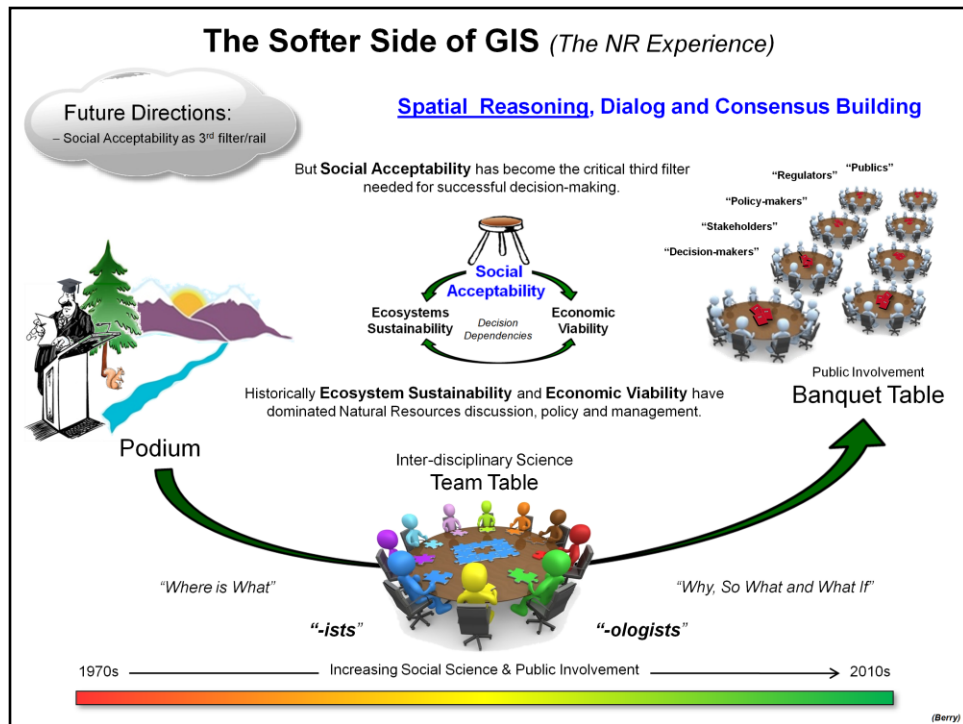 The Softer Side of GIS (The NR Experience)
Future Directions:
– Social Acceptability as 3rd filter/rail
Spatial Reasoning, Dialog and Consensus Building
But Social Acceptability has become the critical third filter
needed for successful decision-making.
"Regulators" "Publics"
"Policy-makers"
"Stakeholders"
"Decision-makers"
Social
Acceptability
Ecosystems
Sustainability
Decision
Dependencies
Economic
Viability
Public Involvement
Banquet Table
Historically Ecosystem Sustainability and Economic Viability have
dominated Natural Resources discussion, policy and management.
Podium
Inter-disciplinary Science
Team Table
"Where is What"
"Why, So What and What If"
"-ists"
"-ologists"
1970s
Increasing Social Science & Public Involvement
2010s
(Berry)